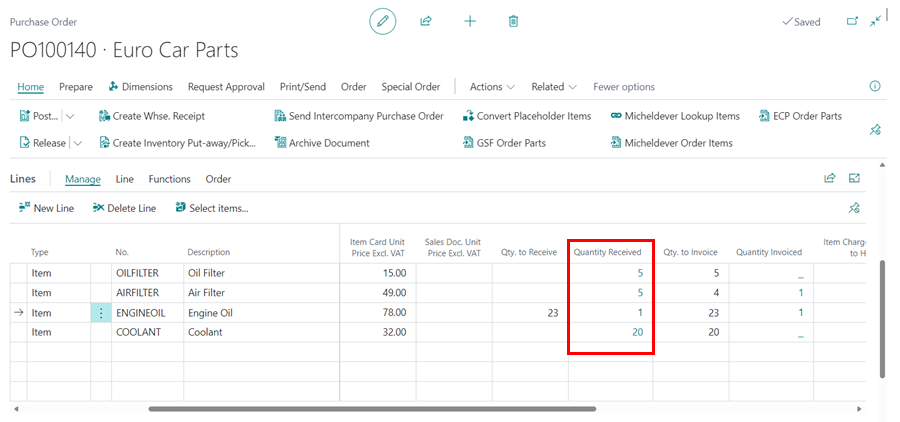 Purchase Order
Saved
PO100140 · Euro Car Parts
Home Prepare Dimensions Request Approval Print/Send Order Special Order Actions Related Fewer options
Post... Create Whse. Receipt Send Intercompany Purchase Order Convert Placeholder Items Micheldever Lookup Items ECP Order Parts
Release Create Inventory Put-away/Pick... Archive Document GSF Order Parts Micheldever Order Items
Lines Manage Line Functions Order
New Line Delete Line Select items...
Item Card Unit Sales Doc. Unit Item Charg
Type No. Description Price Excl. VAT Price Excl. VAT Qty. to Receive Quantity Received Qty. to Invoice Quantity Invoiced to H
Item OILFILTER Oil Filter 15.00 5 5 _
Item AIRFILTER Air Filter 49.00 5 4 1
Item ENGINEOIL Engine Oil 78.00 23 1 23 1
Item COOLANT Coolant 32.00 20 20 _